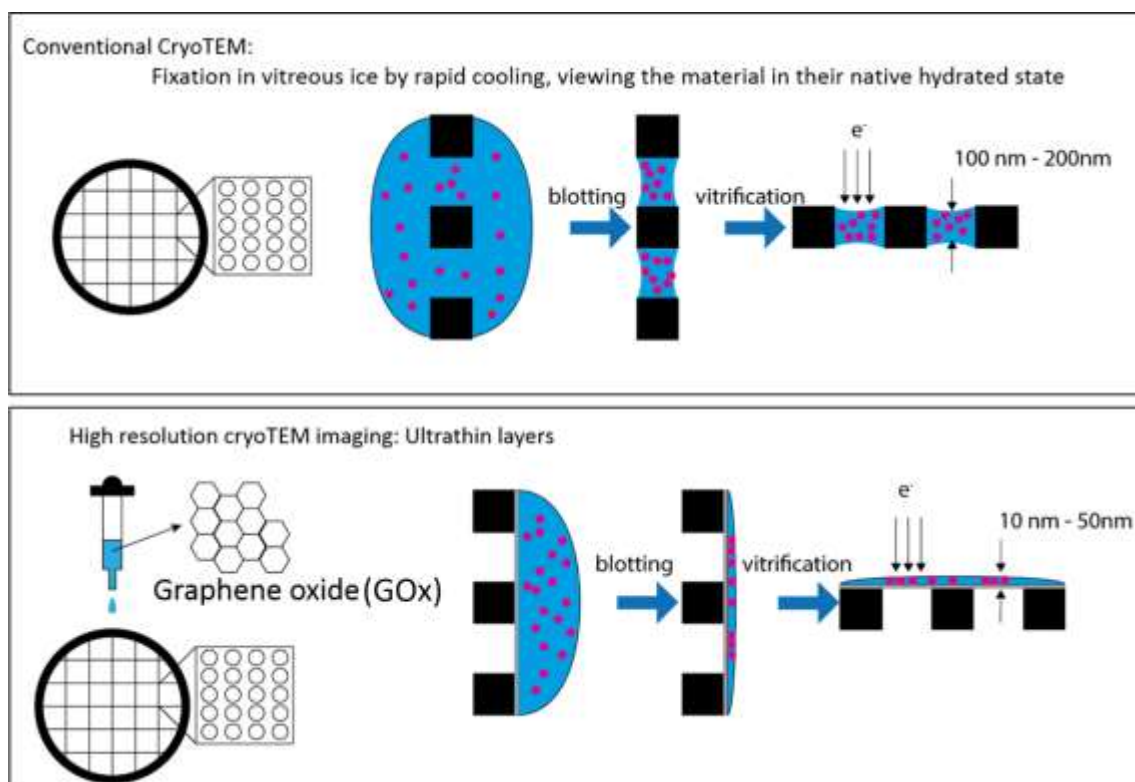 Conventional CryoTEM:
Fixation in vitreous ice by rapid cooling, viewing the material in their native hydrated state
e-
100 nm - 200nm
blotting
vitrification
High resolution cryoTEM imaging: Ultrathin layers
e-
10 nm - 50nm
blotting
vitrification
Graphene oxide (GOx)